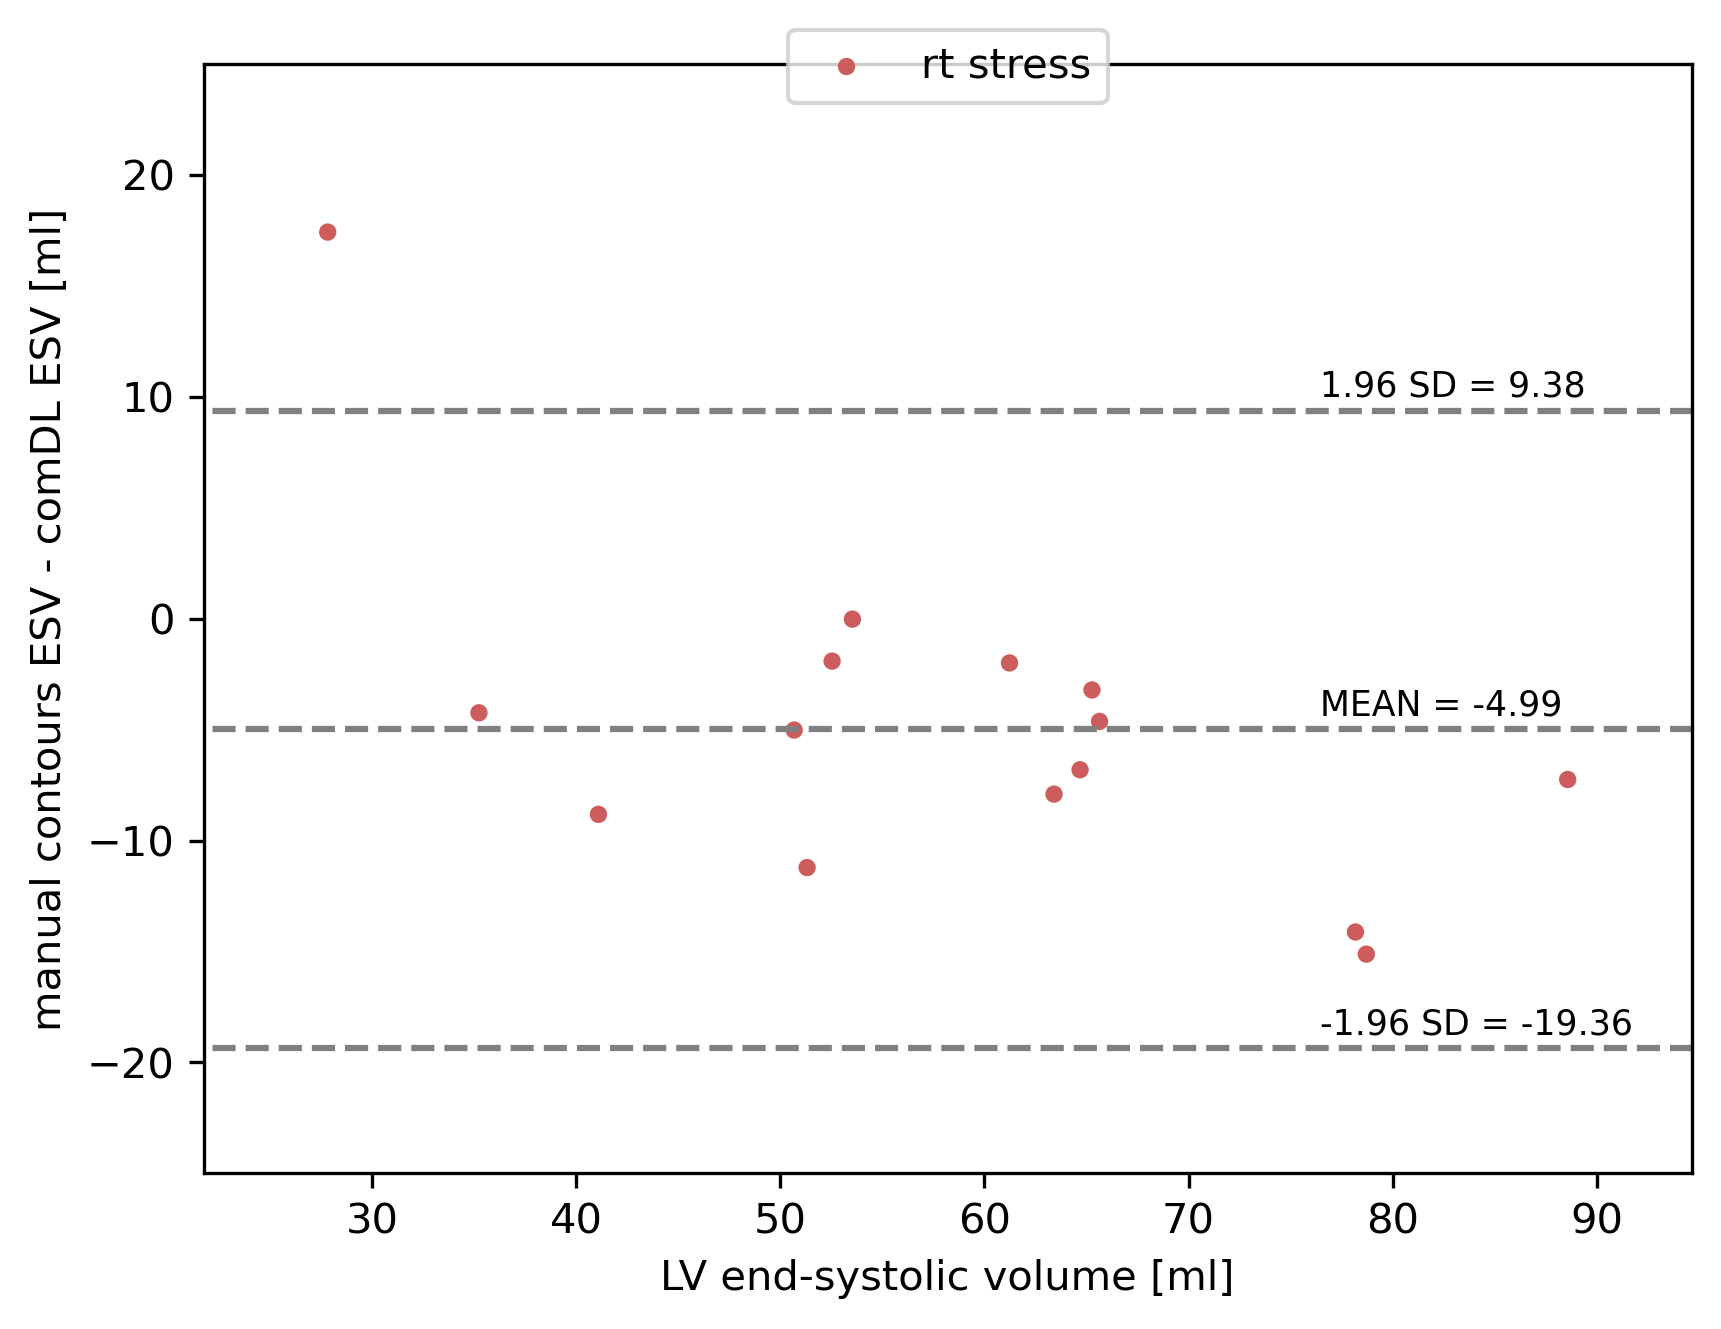 rt stress
20
10
0
−10
−20
manual contours ESV - comDL ESV [ml]
1.96 SD = 9.38
MEAN = -4.99
-1.96 SD = -19.36
30 40 50 60 70 80 90
LV end-systolic volume [ml]